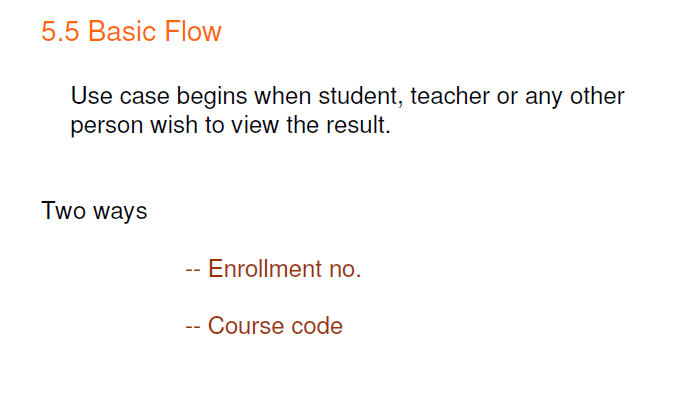 5.5 Basic Flow
Use case begins when student, teacher or any other
person wish to view the result.
Two ways
-- Enrollment no.
-- Course code